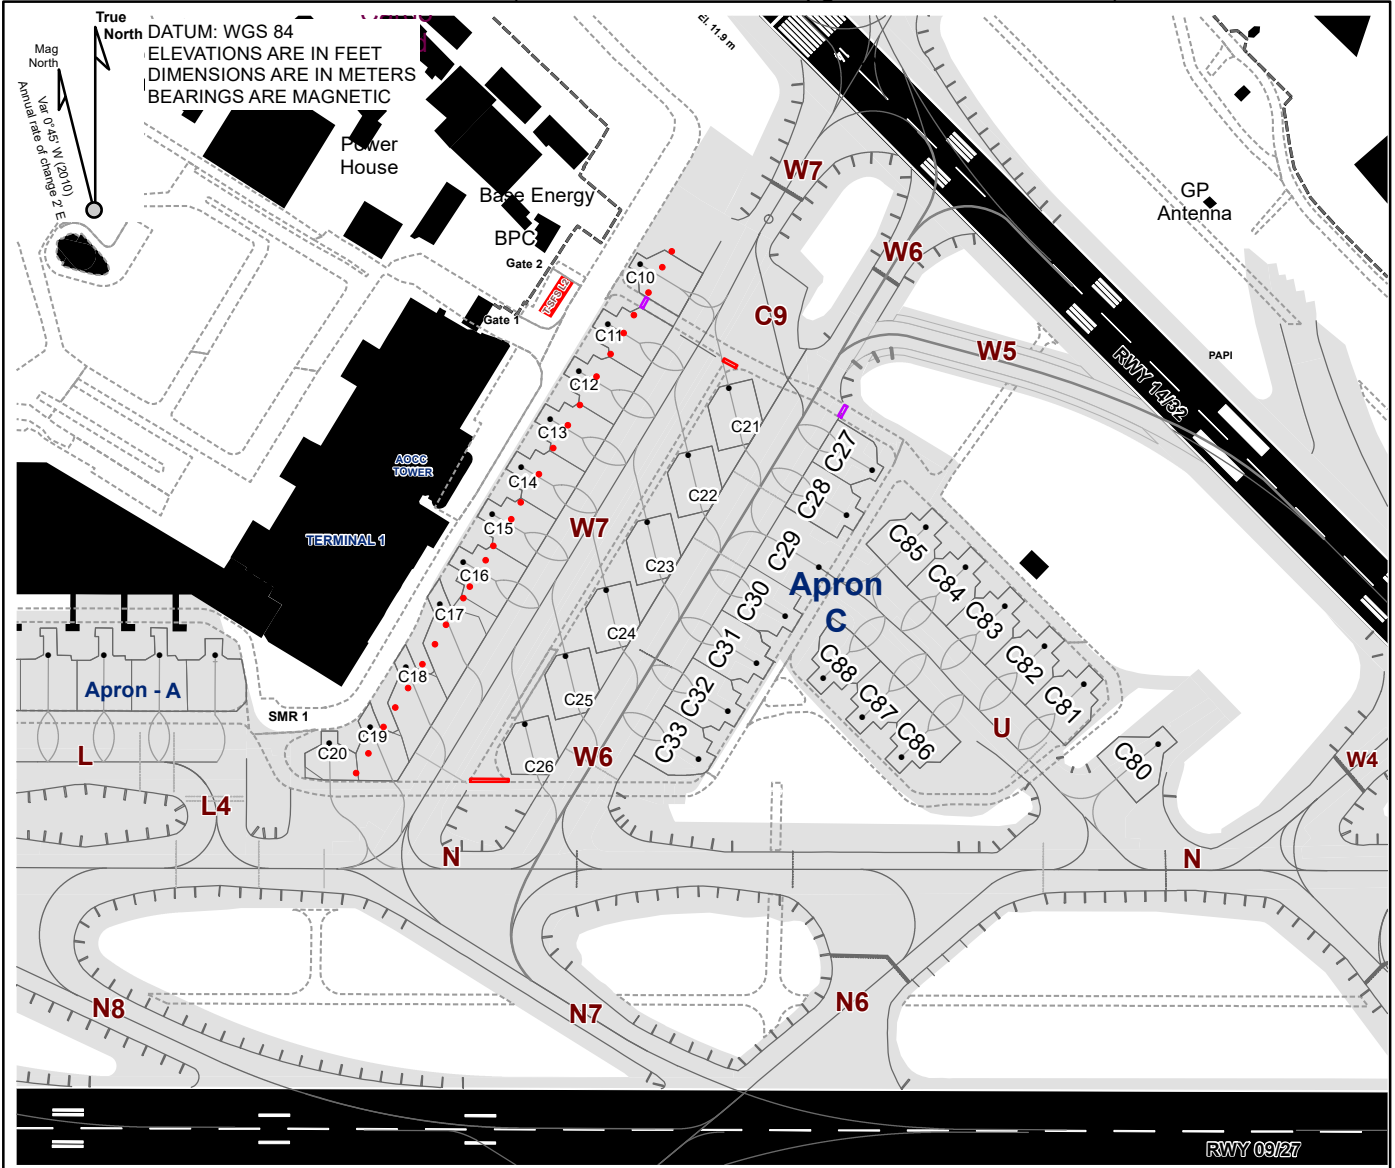 True
North
Mag
North
Var 0°45' W (2010)
Annual rate of change 2' E
DATUM: WGS 84
ELEVATIONS ARE IN FEET
DIMENSIONS ARE IN METERS
BEARINGS ARE MAGNETIC
El. 11.9 m
Power
House
Base Energy
BPC
Gate 2
T-SFS L2
Gate 1
GP
Antenna
W7
W6
C9
W5
PAPI
RWY 14/32
C10
C11
C12
C13
C14
C15
C16
C17
C18
C19
C20
C21
C22
C23
C24
C25
C26
C27
C28
C29
C30
C31
C32
C33
AOCC
TOWER
TERMINAL 1
W7
Apron
C
C85
C84
C83
C82
C81
C88
C87
C86
C80
U
Apron - A
SMR 1
L
L4
W6
W4
N
N
N8
N7
N6
RWY 09/27